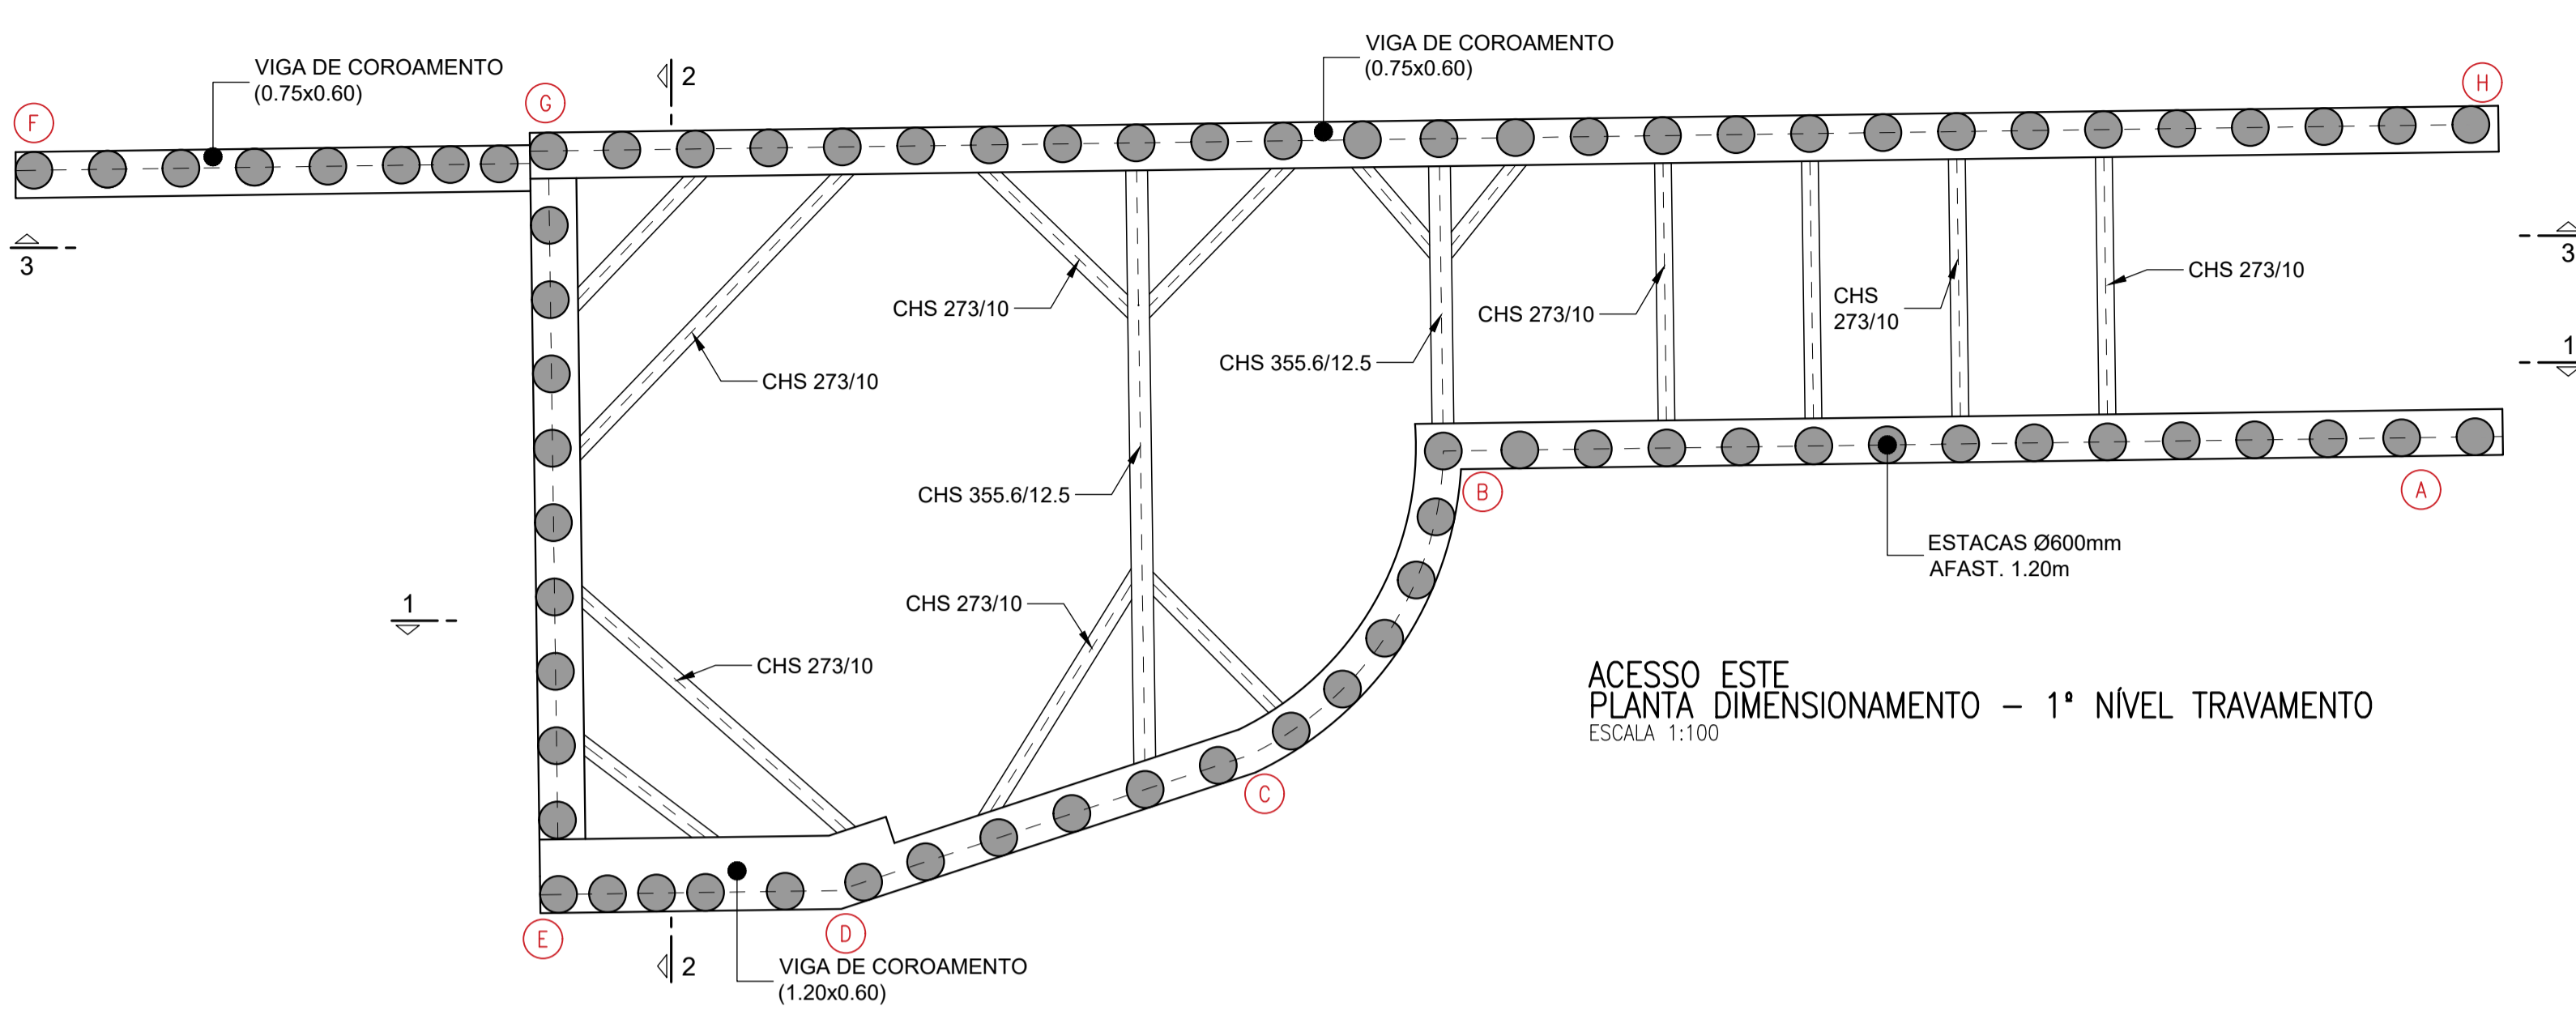 VIGA DE COROAMENTO
(0.75x0.60)
VIGA DE COROAMENTO
(0.75x0.60)
F
G
2
H
3
3
CHS 273/10
CHS 273/10
CHS 273/10
CHS
273/10
CHS 273/10
CHS 355.6/12.5
1
CHS 273/10
CHS 355.6/12.5
B
A
ESTACAS Ø600mm
AFAST. 1.20m
1
CHS 273/10
CHS 273/10
ACESSO ESTE
PLANTA DIMENSIONAMENTO - 1º NÍVEL TRAVAMENTO
ESCALA 1:100
C
E
D
2
VIGA DE COROAMENTO
(1.20x0.60)